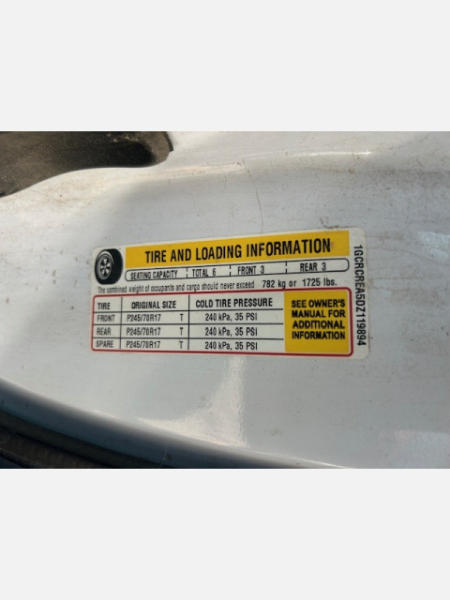 TIRE AND LOADING INFORMATION
SEATING CAPACITY TOTAL 6 FRONT 3 REAR 3
The combined weight of occupants and cargo should never exceed 782 kg or 1725 lbs.
TIRE ORIGINAL SIZE COLD TIRE PRESSURE
FRONT P245/70R17 T 240 kPa, 35 PSI
REAR P245/70R17 T 240 kPa, 35 PSI
SPARE P245/70R17 T 240 kPa, 35 PSI
SEE OWNER'S
MANUAL FOR
ADDITIONAL
INFORMATION
1GCRCREA5DZ119894